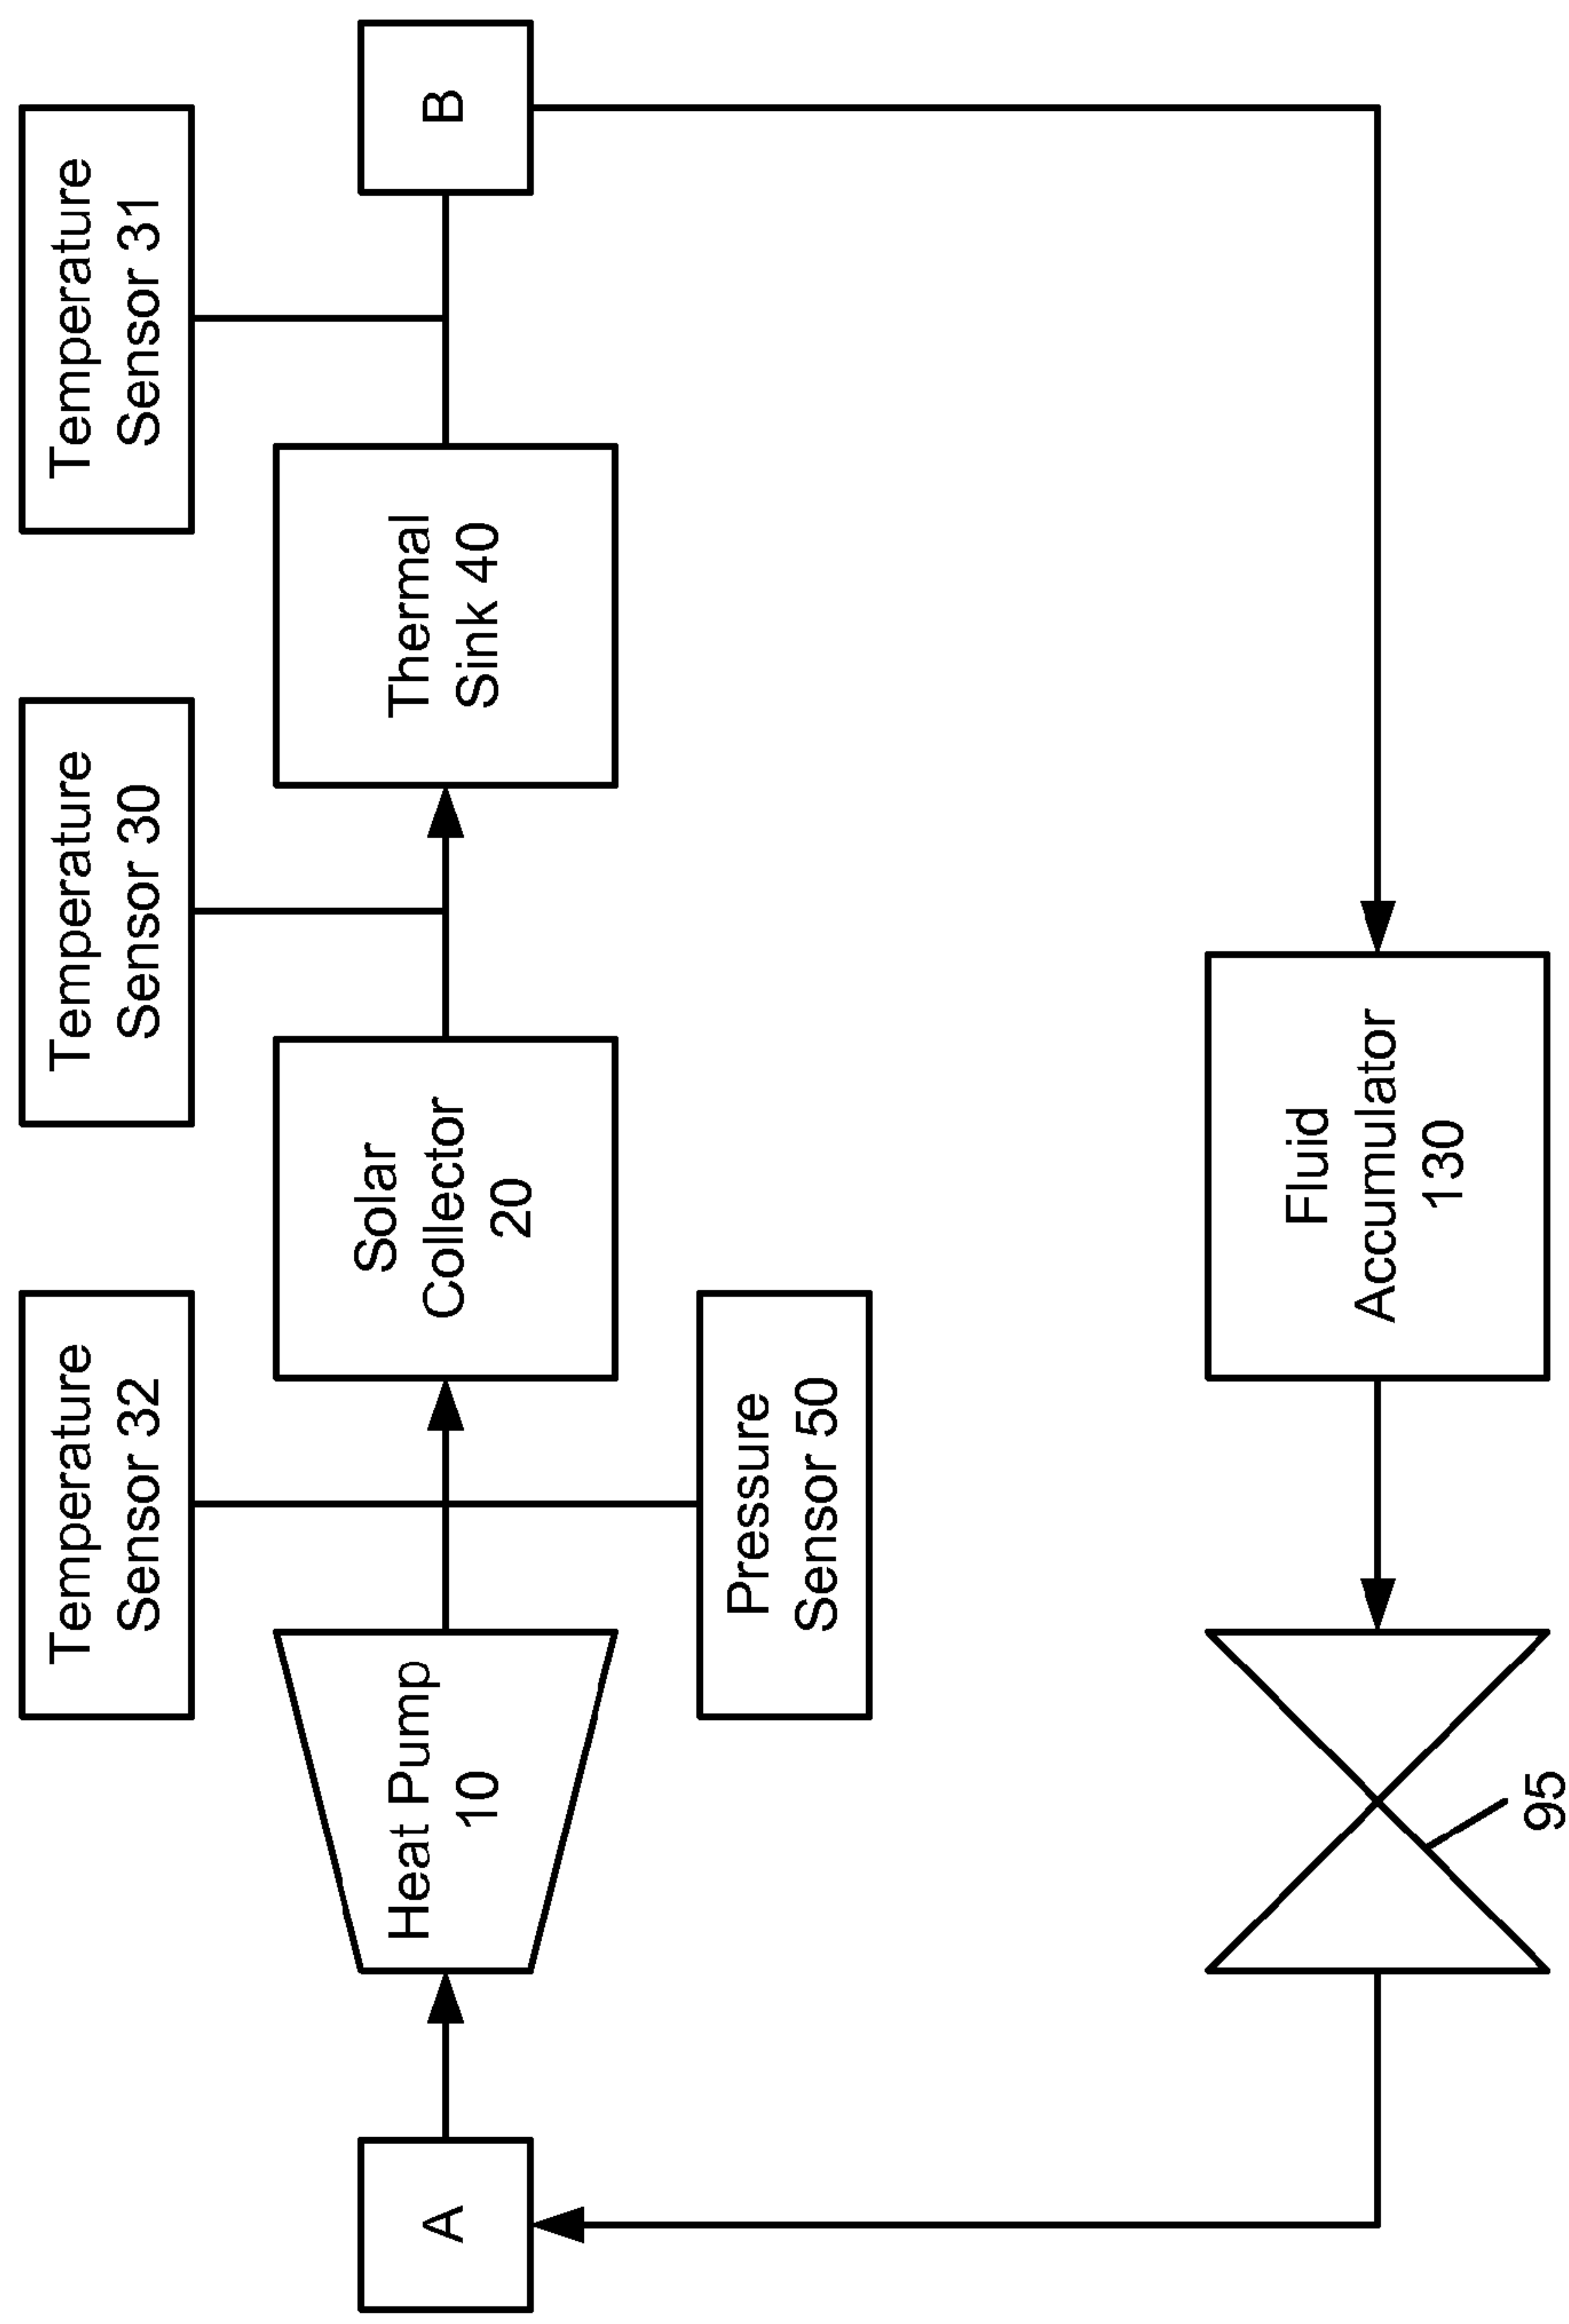 Temperature
Sensor 32
Temperature
Sensor 30
Temperature
Sensor 31
A
Heat Pump
10
Solar
Collector
20
Thermal
Sink 40
B
Pressure
Sensor 50
95
Fluid
Accumulator
130